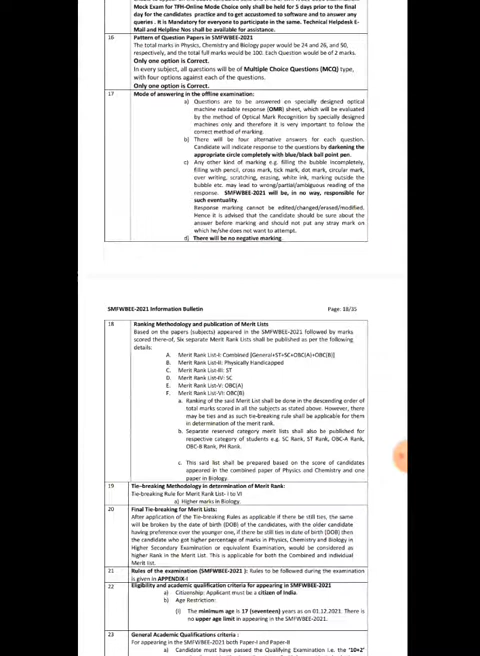 Mock Exam for TFH-Online Mode Choice only shall be held for 5 days prior to the final
day for the candidates practice and to get accustomed to software and to answer any
queries . It is Mandatory for everyone to participate in the same. Technical Helpdesk E-
Mail and Helpline Nos shall be available for assistance.
16 Pattern of Question Papers in SMFWBEE-2021
The total marks in Physics, Chemistry and Biology paper would be 24 and 26, and 50,
respectively, and the total full marks would be 100. Each Question would be of 2 marks.
Only one option is Correct.
In every subject, all questions will be of Multiple Choice Questions (MCQ) type,
with four options against each of the questions.
Only one option is Correct.
17 Mode of answering in the offline examination:
a) Questions are to be answered on specially designed optical
machine readable response (OMR) sheet, which will be evaluated
by the method of Optical Mark Recognition by specially designed
machines only and therefore it is very important to follow the
correct method of marking.
b) There will be four alternative answers for each question.
Candidate will indicate response to the questions by darkening the
appropriate circle completely with blue/black ball point pen.
c) Any other kind of marking e.g. filling the bubble incompletely,
filling with pencil, cross mark, tick mark, dot mark, circular mark,
over writing, scratching, erasing, white ink, marking outside the
bubble etc. may lead to wrong/partial/ambiguous reading of the
response. SMFWBEE-2021 will be, in no way, responsible for
such eventuality.
Response marking cannot be edited/changed/erased/modified.
Hence it is advised that the candidate should be sure about the
answer before marking and should not put any stray mark on
which he/she does not want to attempt.
d) There will be no negative marking.
SMFWBEE-2021 Information Bulletin Page: 18/35
18 Ranking Methodology and publication of Merit Lists
Based on the papers (subjects) appeared in the SMFWBEE-2021 followed by marks
scored there-of, Six separate Merit Rank Lists shall be published as per the following
details:
A. Merit Rank List-I: Combined [General+ST+SC+OBC(A)+OBC(B)]
B. Merit Rank List-II: Physically Handicapped
C. Merit Rank List-III: ST
D. Merit Rank List-IV: SC
E. Merit Rank List-V: OBC(A)
F. Merit Rank List-VI: OBC(B)
a. Ranking of the said Merit List shall be done in the descending order of
total marks scored in all the subjects as stated above. However, there
may be ties and as such tie-breaking rule shall be applicable for them
in determination of the merit rank.
b. Separate reserved category merit lists shall also be published for
respective category of students e.g. SC Rank, ST Rank, OBC-A Rank,
OBC-B Rank, PH Rank.
c. This said list shall be prepared based on the score of candidates
appeared in the combined paper of Physics and Chemistry and one
paper in Biology.
19 Tie-breaking Methodology in determination of Merit Rank:
Tie-breaking Rule for Merit Rank List- I to VI
a) Higher marks in Biology.
20 Final Tie-breaking for Merit Lists:
After application of the Tie-breaking Rules as applicable if there be still ties, the same
will be broken by the date of birth (DOB) of the candidates, with the older candidate
having preference over the younger one, if there be still ties in date of birth (DOB) then
the candidate who got higher percentage of marks in Physics, Chemistry and Biology in
Higher Secondary Examination or equivalent Examination, would be considered as
higher Rank in the Merit List. This is applicable for both the Combined and individual
Merit list.
21 Rules of the examination (SMFWBEE-2021 ): Rules to be followed during the examination
is given in APPENDIX-I
22 Eligibility and academic qualification criteria for appearing in SMFWBEE-2021
a) Citizenship: Applicant must be a citizen of India.
b) Age Restriction:
(i) The minimum age is 17 (seventeen) years as on 01.12.2021. There is
no upper age limit in appearing in the SMFWBEE-2021.
23 General Academic Qualifications criteria :
For appearing in the SMFWBEE-2021 both Paper-I and Paper-II
a) Candidate must have passed the Qualifying Examination i.e. the '10+2'